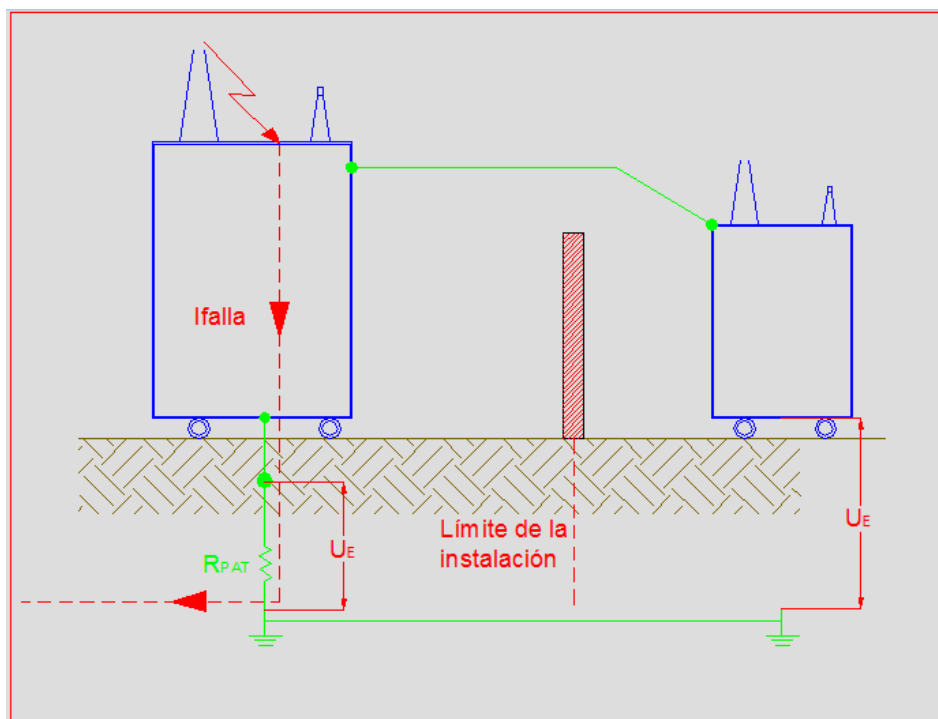 Ifalla
Límite de la
instalación
RPAT
UE
UE